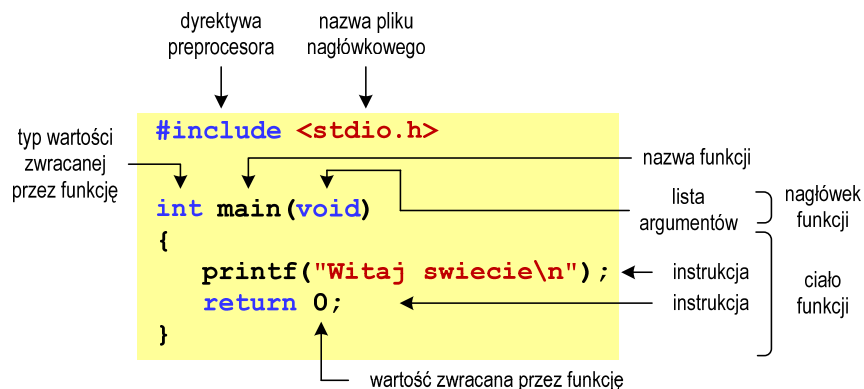 dyrektywa
preprocesora
nazwa pliku
nagłówkowego
#include <stdio.h>
typ wartości
zwracanej
przez funkcję
nazwa funkcji
int main(void)
lista
argumentów
nagłówek
funkcji
{
printf("Witaj swiecie\n");
instrukcja
return 0;
instrukcja
ciało
funkcji
}
wartość zwracana przez funkcję